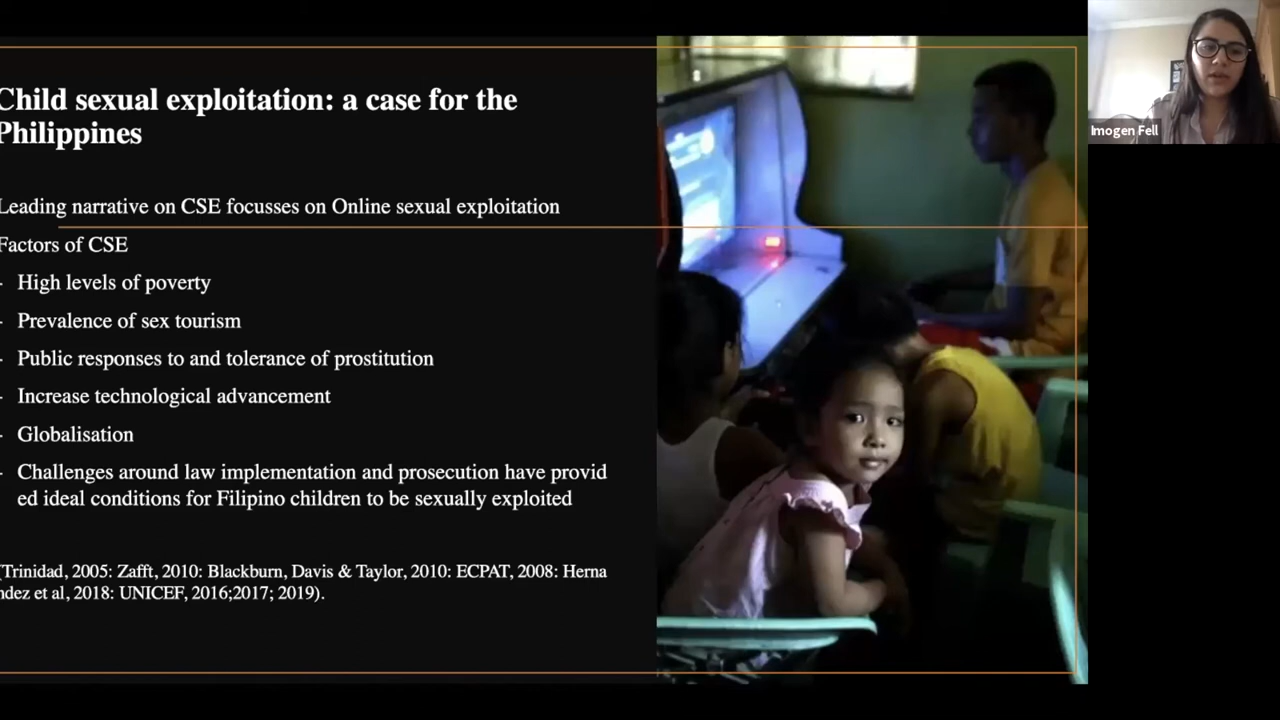 Child sexual exploitation: a case for the
Philippines
Leading narrative on CSE focusses on Online sexual exploitation
Factors of CSE
- High levels of poverty
- Prevalence of sex tourism
- Public responses to and tolerance of prostitution
- Increase technological advancement
- Globalisation
- Challenges around law implementation and prosecution have provid
ed ideal conditions for Filipino children to be sexually exploited
(Trinidad, 2005: Zafft, 2010: Blackburn, Davis & Taylor, 2010: ECPAT, 2008: Herna
ndez et al, 2018: UNICEF, 2016;2017; 2019).
Imogen Fell